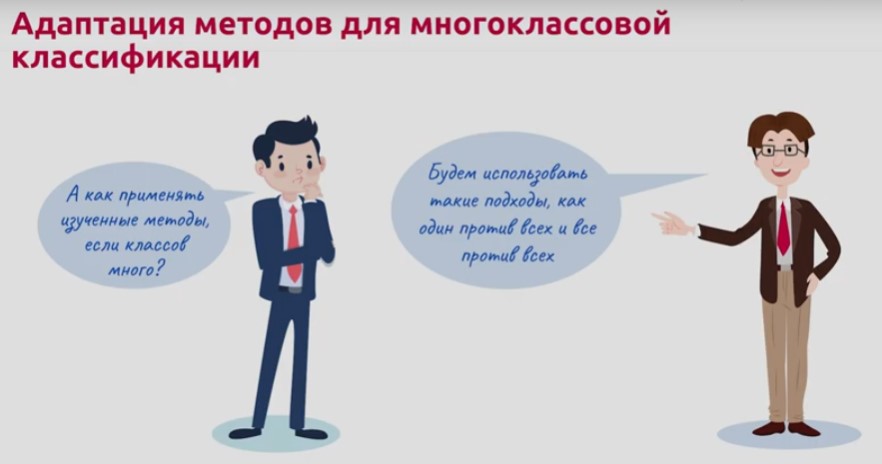 Адаптация методов для многоклассовой
классификации
А как применять
изученные методы,
если классов
много?
Будем использовать
такие подходы, как
один против всех и все
против всех